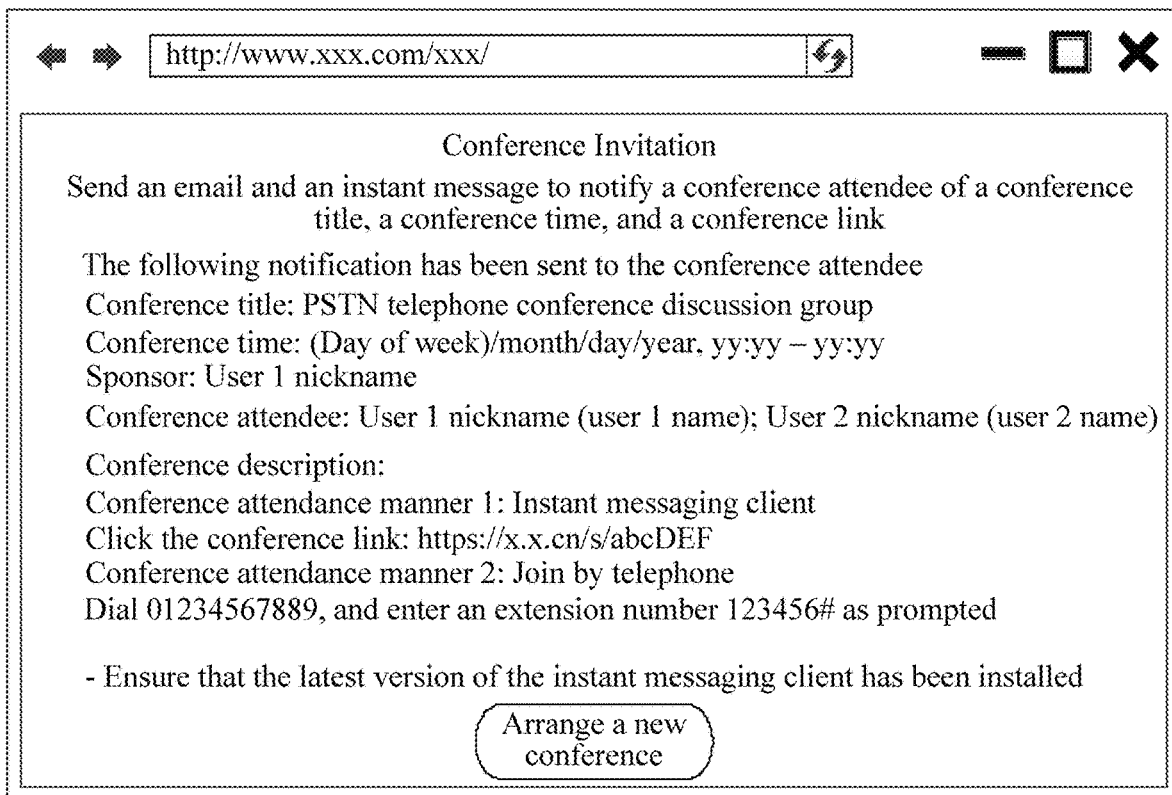 http://www.xxx.com/xxx/
Conference Invitation
Send an email and an instant message to notify a conference attendee of a conference
title, a conference time, and a conference link
The following notification has been sent to the conference attendee
Conference title: PSTN telephone conference discussion group
Conference time: (Day of week)/month/day/year, yy:yy – yy:yy
Sponsor: User 1 nickname
Conference attendee: User 1 nickname (user 1 name); User 2 nickname (user 2 name)
Conference description:
Conference attendance manner 1: Instant messaging client
Click the conference link: https://x.x.cn/s/abcDEF
Conference attendance manner 2: Join by telephone
Dial 01234567889, and enter an extension number 123456# as prompted
- Ensure that the latest version of the instant messaging client has been installed
Arrange a new
conference